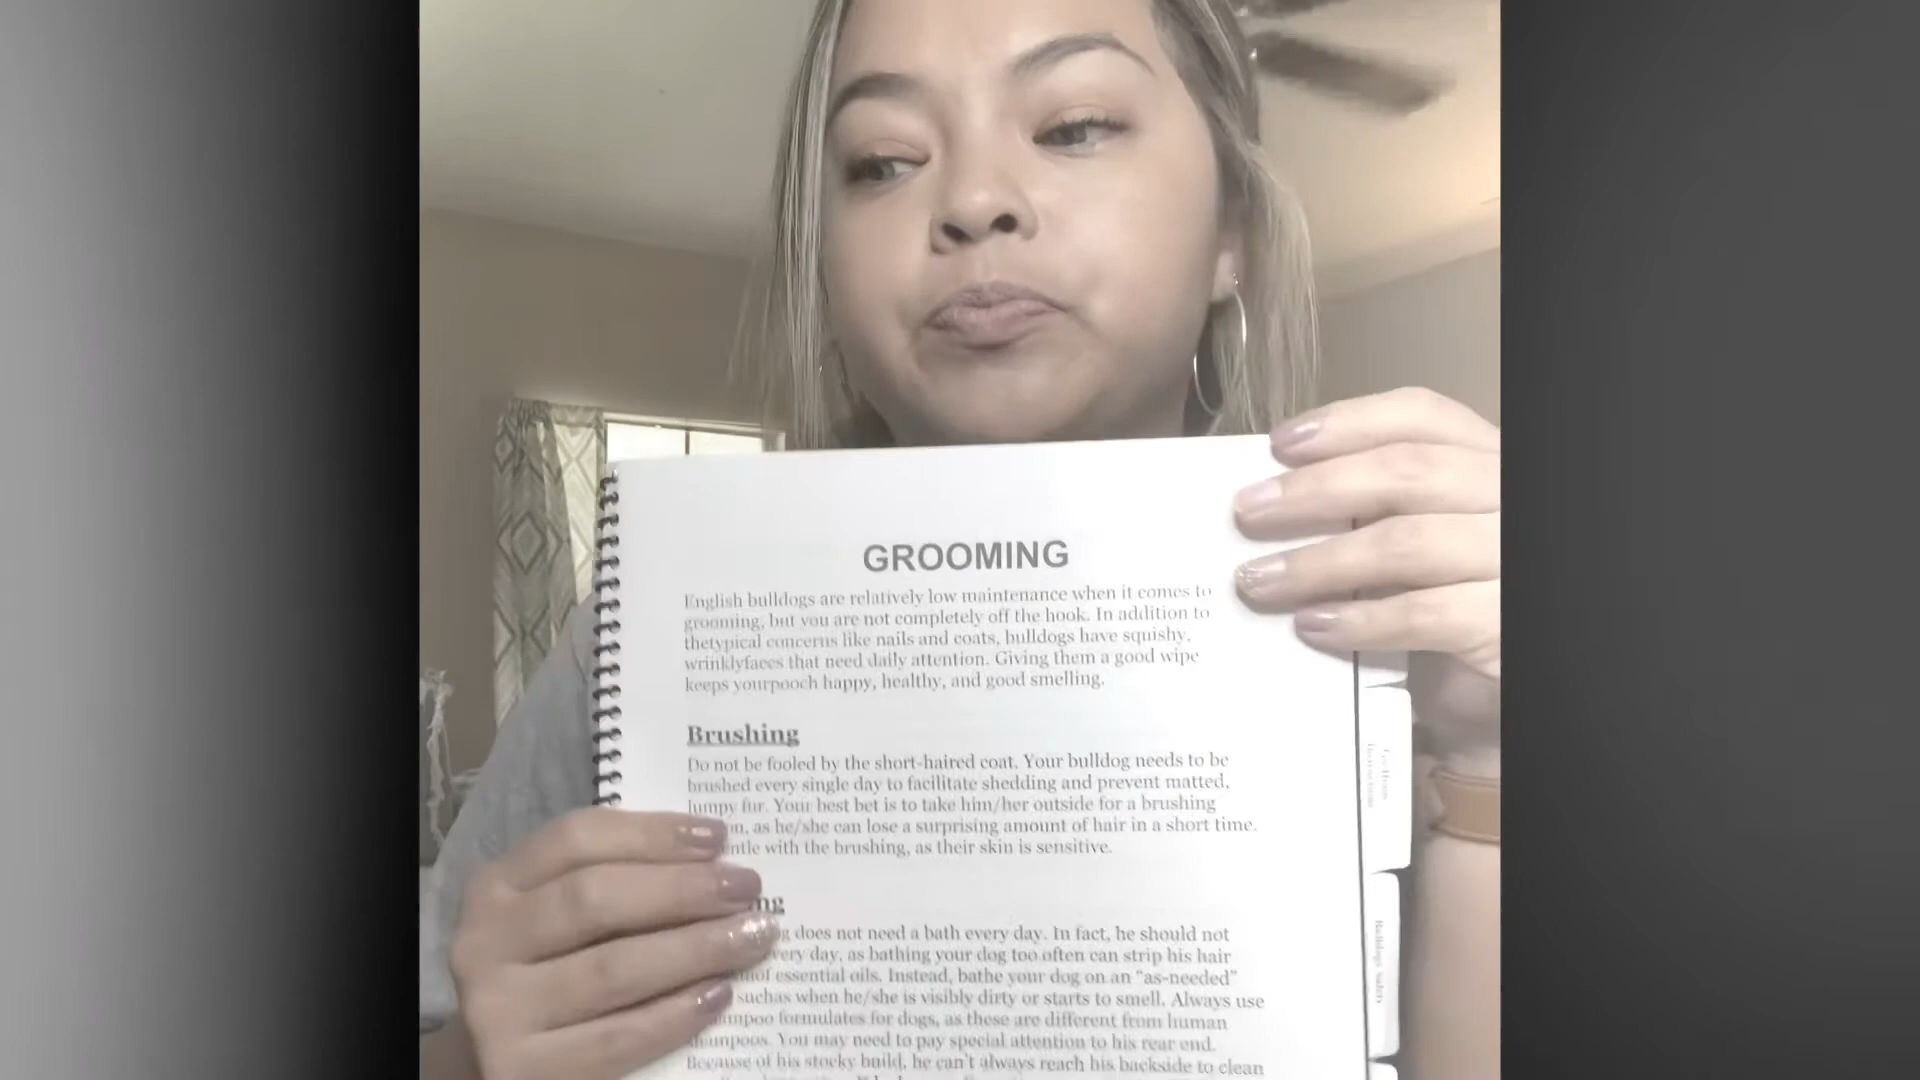 GROOMING
English bulldogs are relatively low maintenance when it comes to
grooming, but you are not completely off the hook. In addition to
thetypical concerns like nails and coats, bulldogs have squishy,
wrinklyfaces that need daily attention. Giving them a good wipe
keeps yourpooch happy, healthy, and good smelling.
Brushing
Do not be fooled by the short-haired coat. Your bulldog needs to be
brushed every single day to facilitate shedding and prevent matted,
lumpy fur. Your best bet is to take him/her outside for a brushing
as he/she can lose a surprising amount of hair in a short time.
with the brushing, as their skin is sensitive.
does not need a bath every day. In fact, he should not
every day, as bathing your dog too often can strip his hair
essential oils. Instead, bathe your dog on an "as-needed"
suchas when he/she is visibly dirty or starts to smell. Always use
formulates for dogs, as these are different from human
shampoos. You may need to pay special attention to his rear end.
Because of his stocky build, he can't always reach his backside to clean